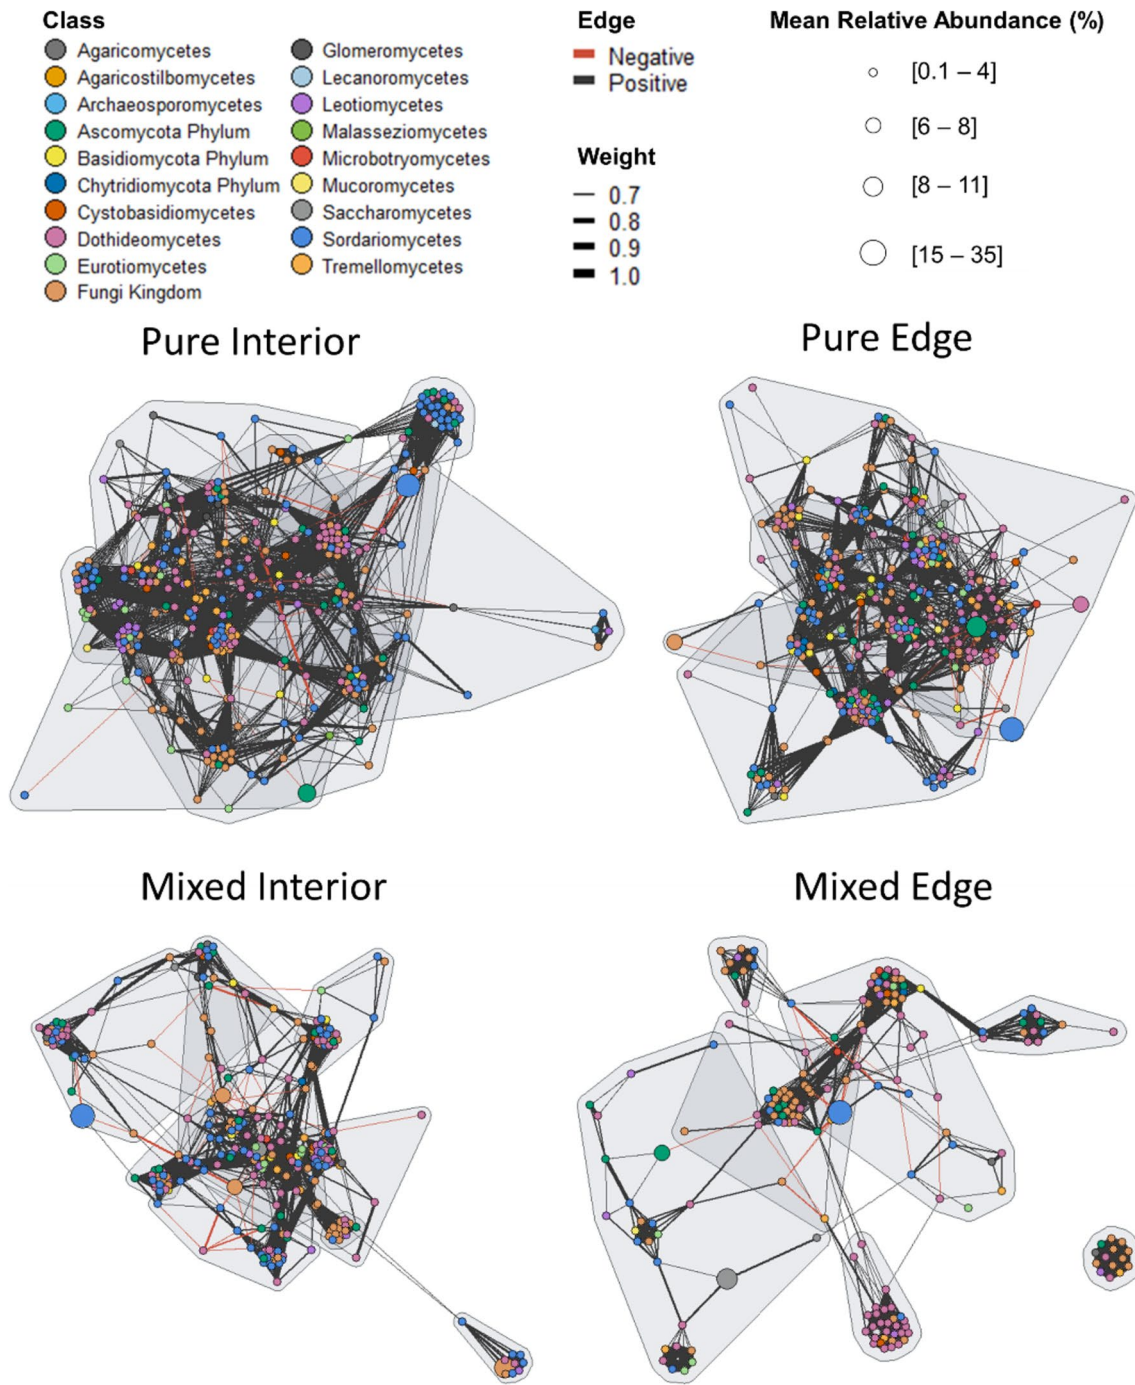 Class
Agaricomycetes
Agaricostilbomycetes
Archaesporomycetes
Ascomycota Phylum
Basidiomycota Phylum
Chytridiomycota Phylum
Cystobasidiomycetes
Dothideomycetes
Eurotiomycetes
Fungi Kingdom
Glomeromycetes
Lecanoromycetes
Leotiomycetes
Malasseziomycetes
Microbotryomycetes
Mucoromycetes
Saccharomycetes
Sordariomycetes
Tremellomycetes
Edge
Negative
Positive
Weight
0.7
0.8
0.9
1.0
Mean Relative Abundance (%)
[0.1 – 4]
[6 – 8]
[8 – 11]
[15 – 35]
Pure Interior
Pure Edge
Mixed Interior
Mixed Edge